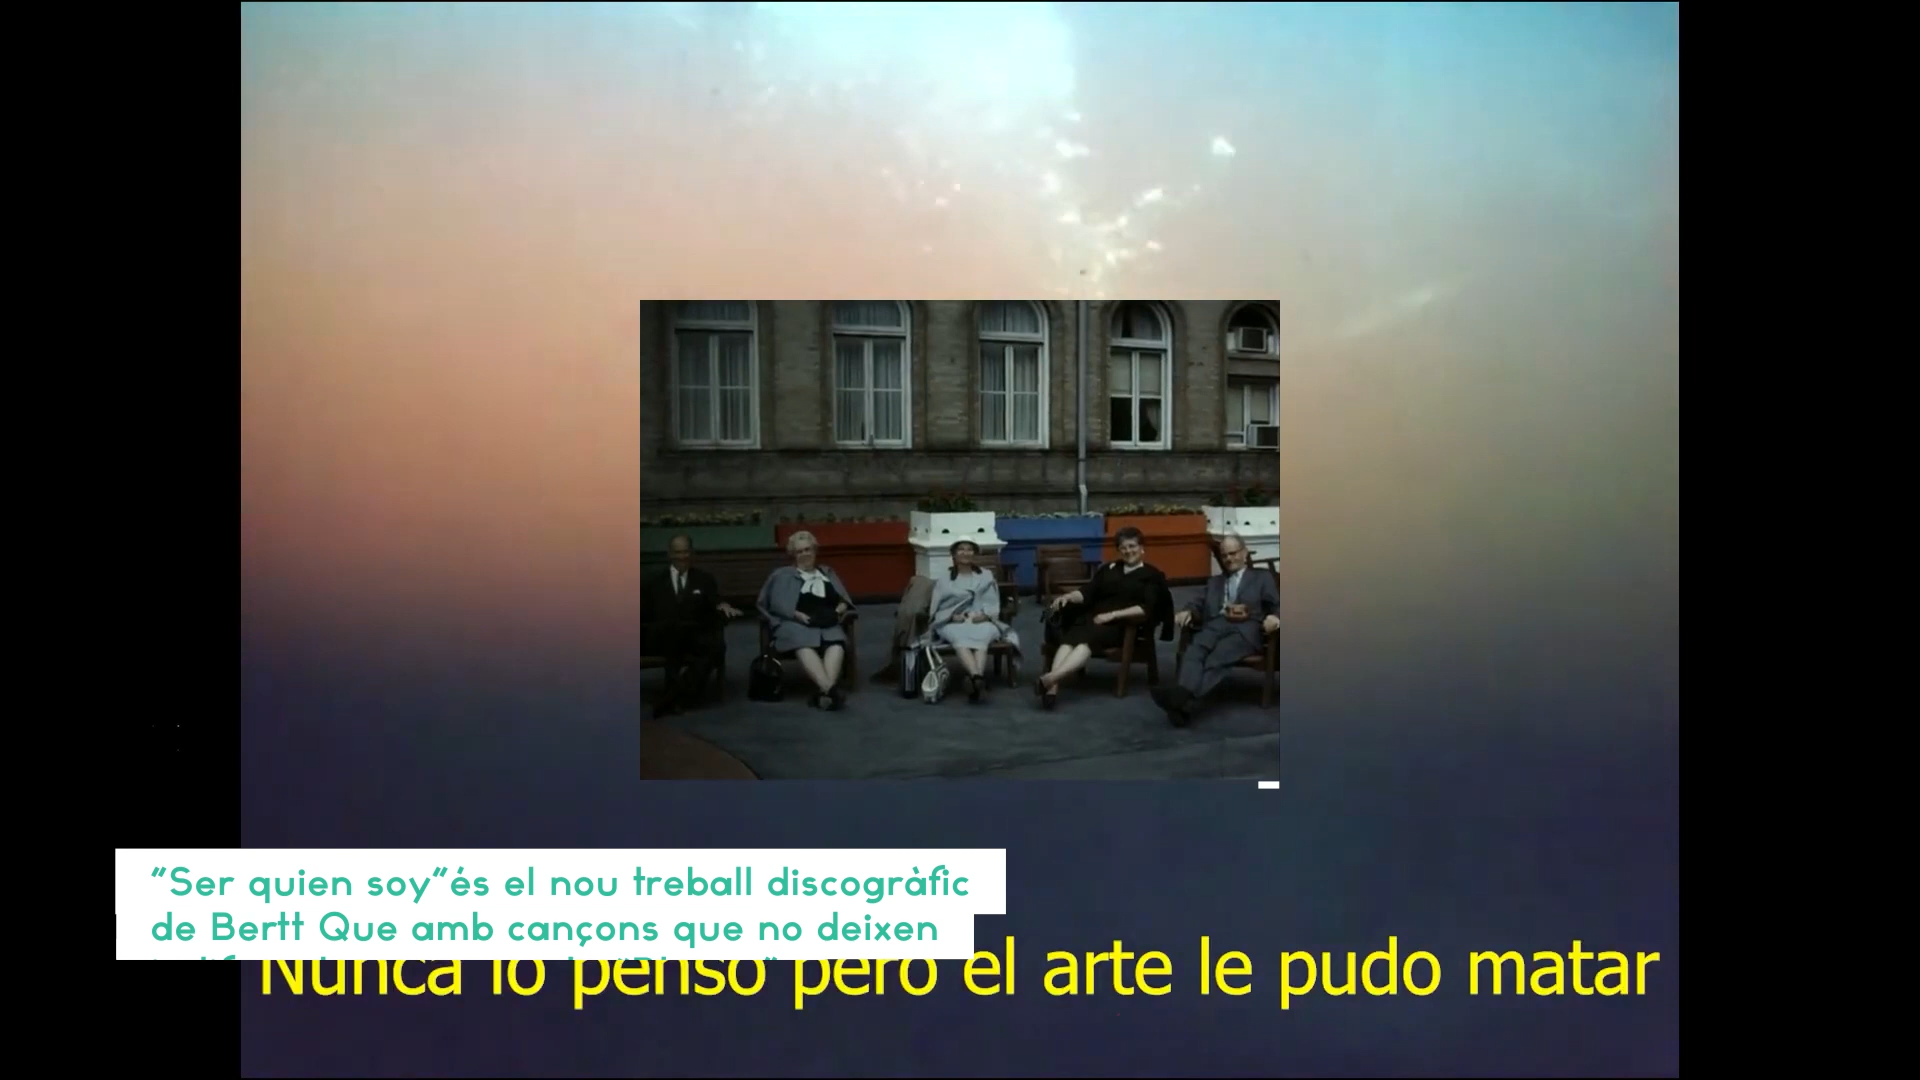 "Ser quien soy"és el nou treball discogràfic
de Bertt Que amb cançons que no deixen
Nunca lo penso pero el arte le pudo matar